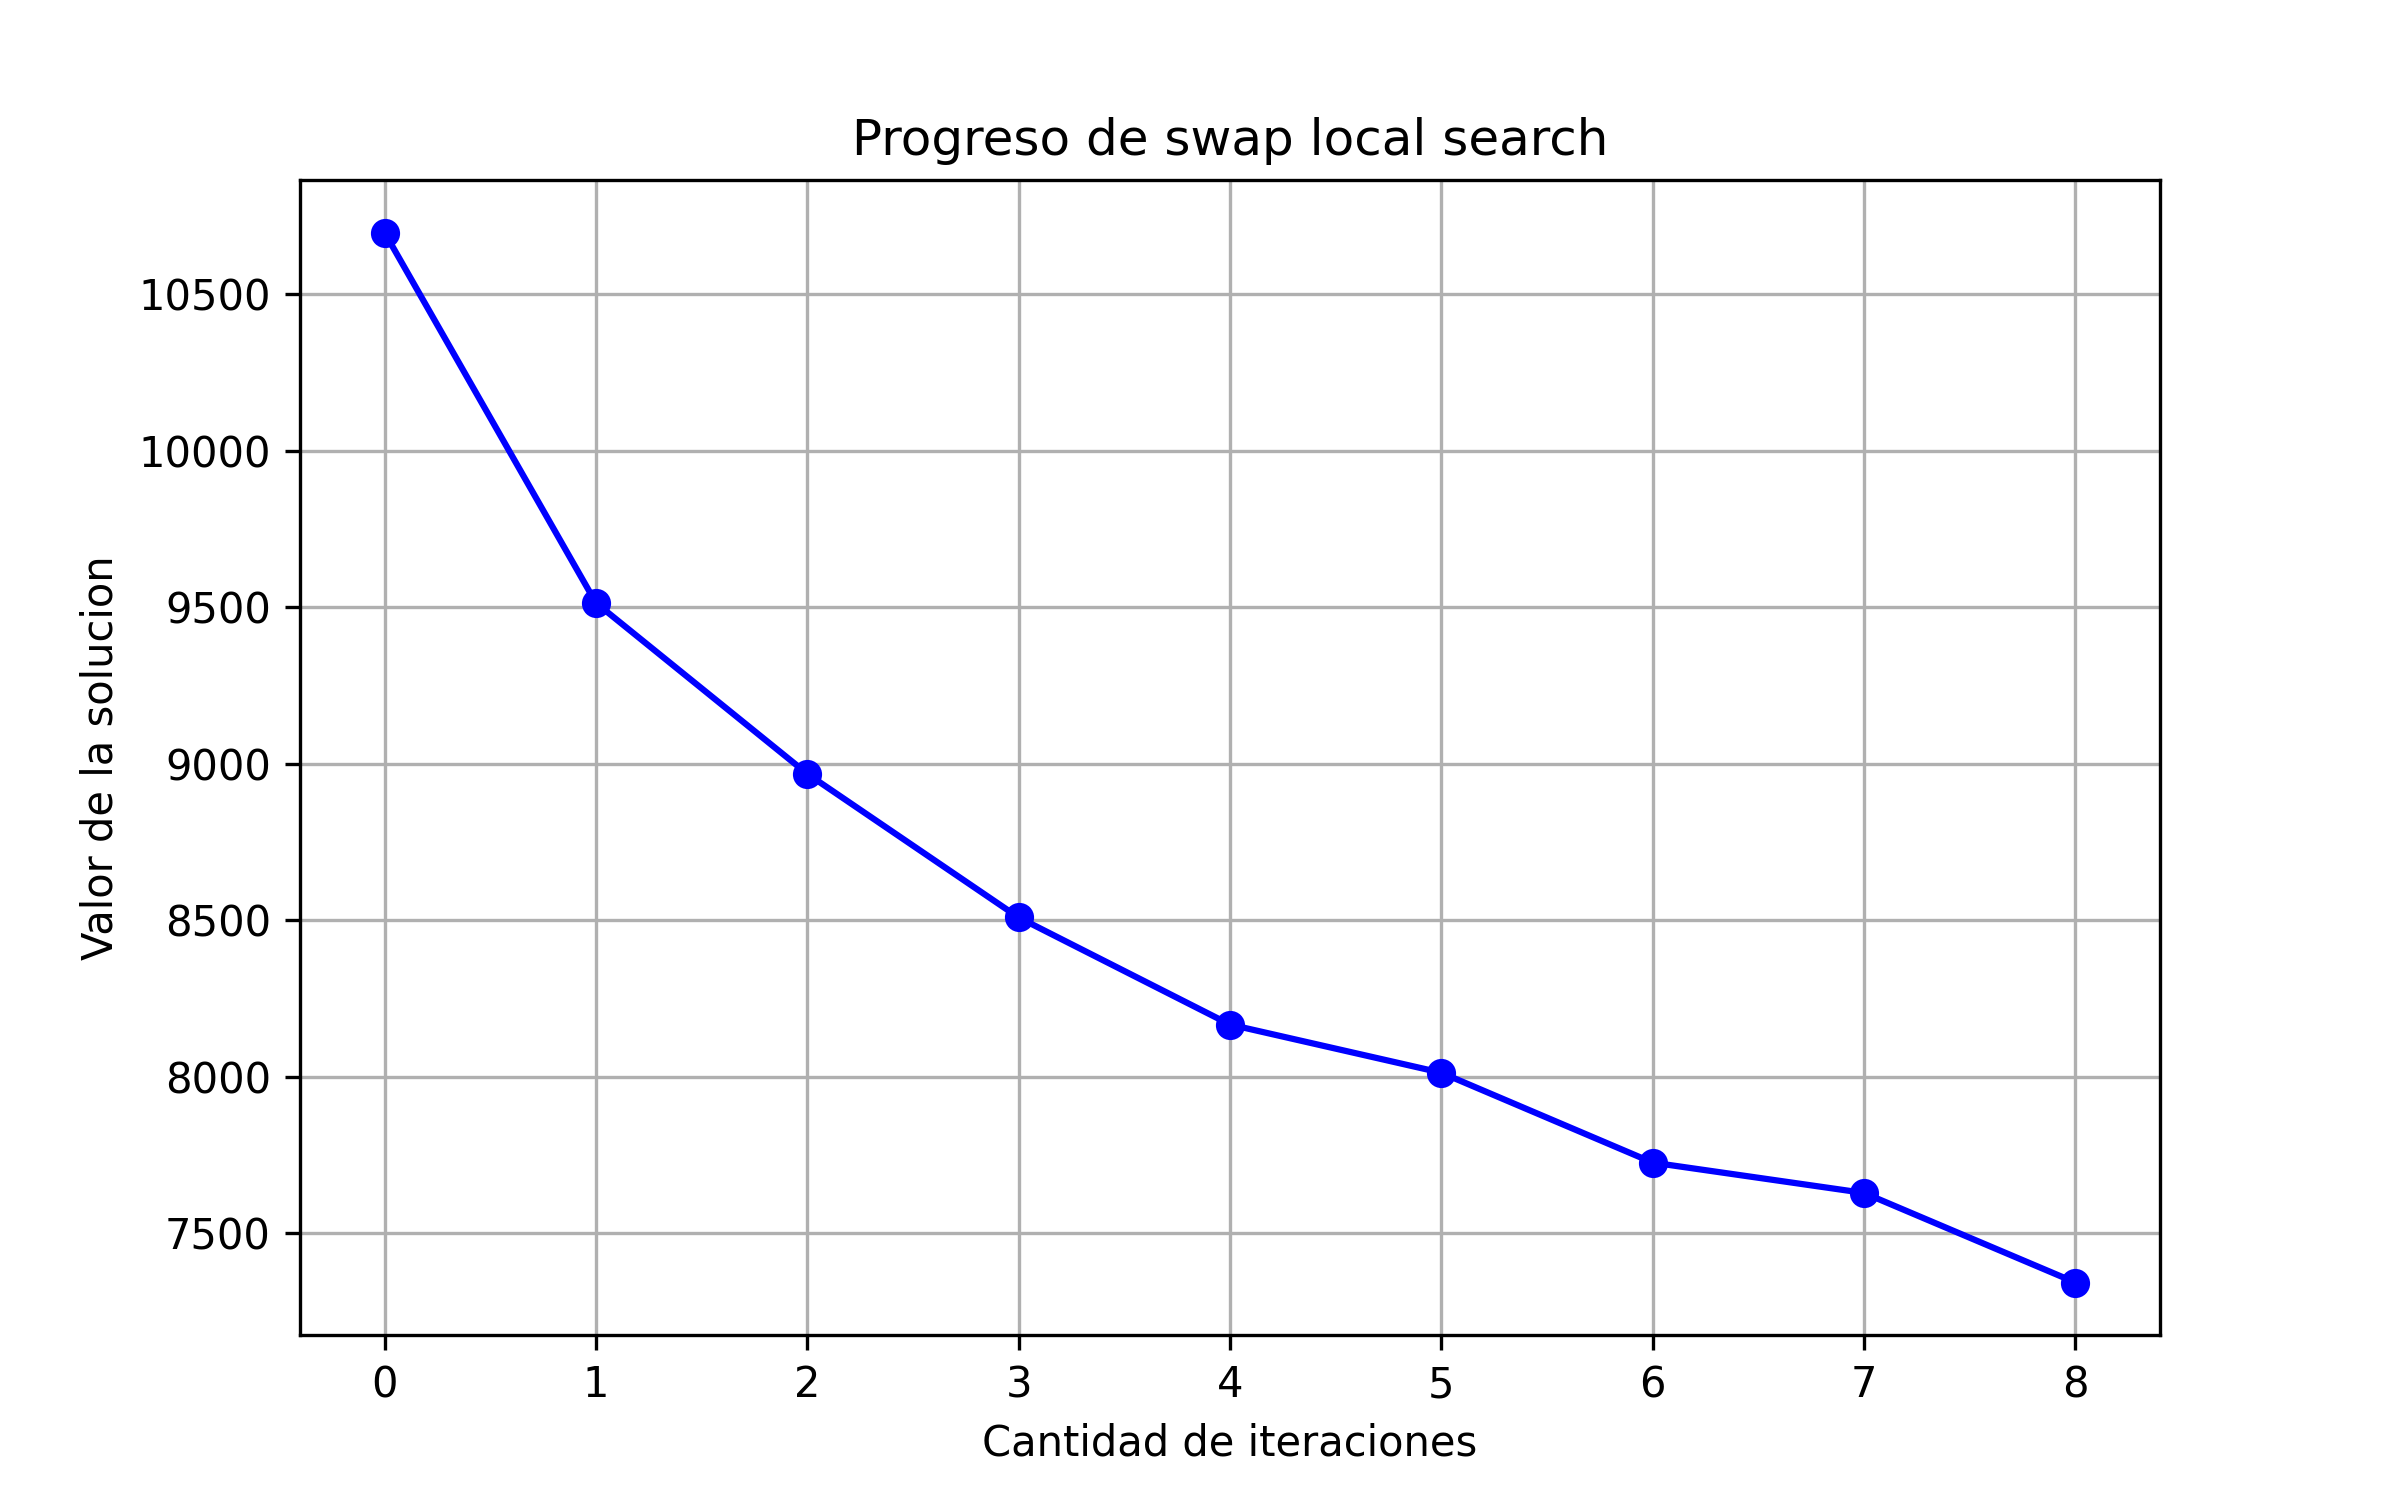 Progreso de swap local search
Valor de la solucion
10500
10000
9500
9000
8500
8000
7500
0 1 2 3 4 5 6 7 8
Cantidad de iteraciones